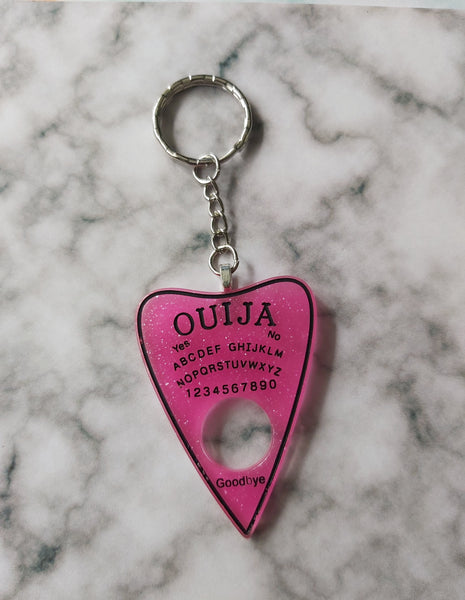 OUIJA
Yes No
ABCDEF GHIJKLM
NOPQRSTUVWXYZ
1234567890
Goodbye